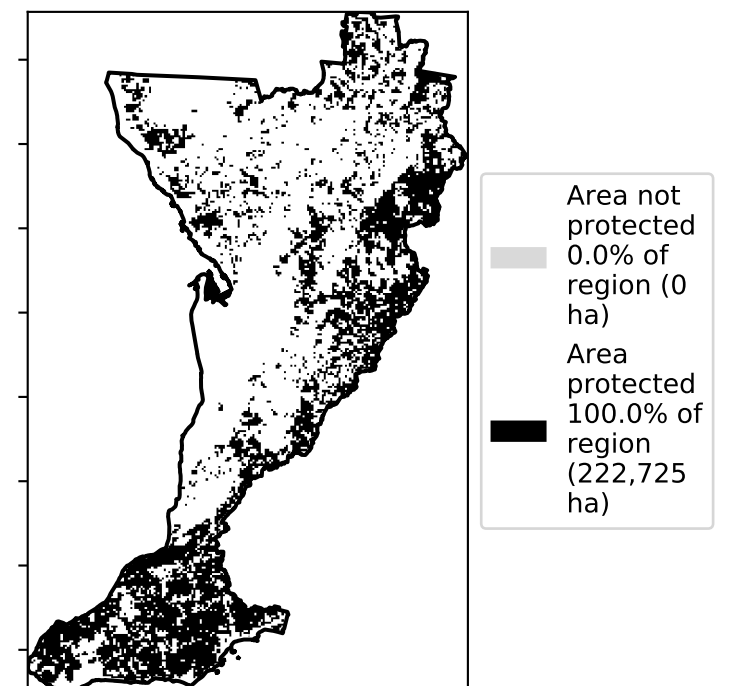 Area not
protected
0.0% of
region (0
ha)
Area
protected
100.0% of
region
(222,725
ha)